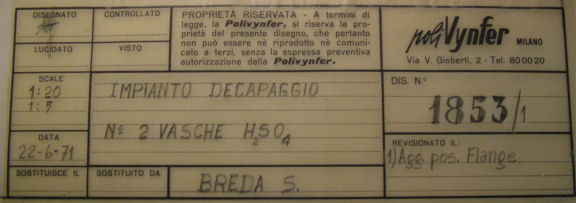 DISEGNATO
CONTROLLATO
LUCIDATO
VISTO
PROPRIETÀ RISERVATA - A termini di
legge, la Polivynfer, si riserva la pro-
prietà del presente disegno, che pertanto
non può essere nè riprodotto nè comuni-
cato a terzi, senza la espressa preventiva
autorizzazione della Polivynfer.
poliVynfer MILANO
Via V. Gioberti, 2 - Tel. 80 00 20
SCALE
1:20
1:5
IMPIANTO DECAPAGGIO
N° 2 VASCHE H2SO4
DIS. N.°
1853/1
DATA
22-6-71
REVISIONATO IL:
1) Agg. pos. Flange
SOSTITUISCE IL
SOSTITUITO DA
BREDA S.